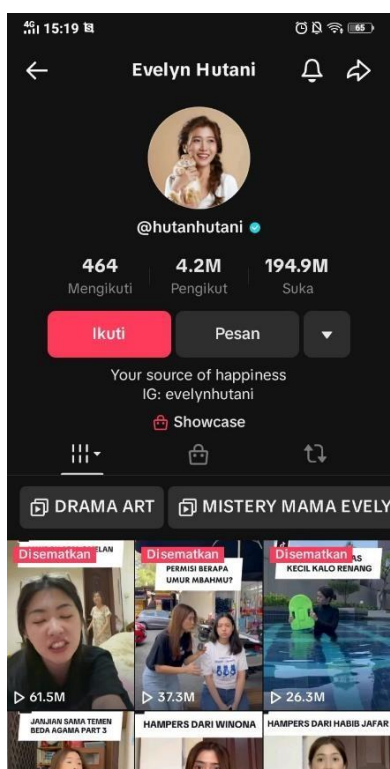 4G 15:19
65
Evelyn Hutani
@hutanhutani
464 4.2M 194.9M
Mengikuti Pengikut Suka
Ikuti Pesan
Your source of happiness
IG: evelynhutani
Showcase
DRAMA ART MISTERY MAMA EVELY
Disematkan Disematkan Disematkan
PERMISI BERAPA
UMUR MBAHMU?
KECIL KALO RENANG
61.5M 37.3M 26.3M
JANJIAN SAMA TEMEN
BEDA AGAMA PART 3
HAMPERS DARI WINONA
HAMPERS DARI HABIB JAFAR